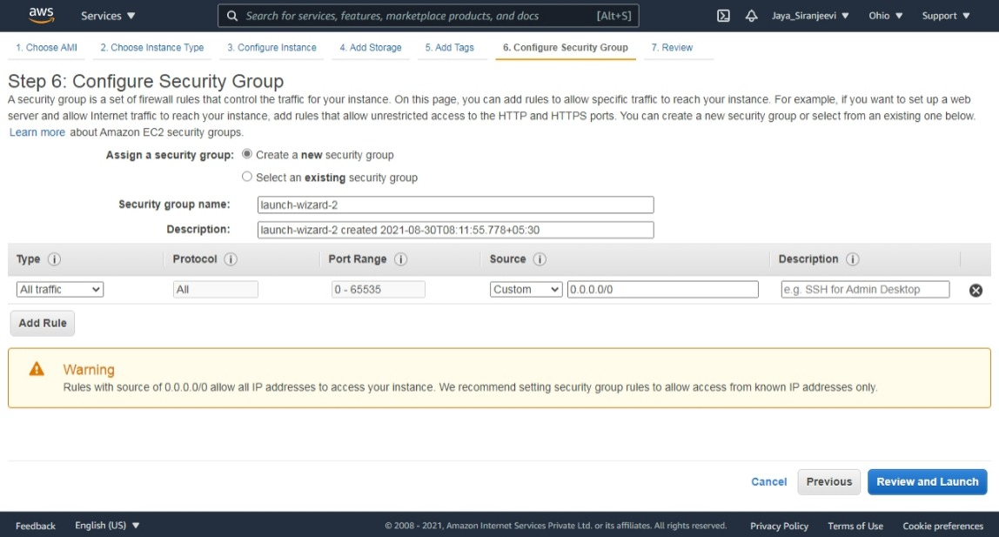 aws Services Search for services, features, marketplace products, and docs [Alt+S] Jaya_Siranjeevi Ohio Support
1. Choose AMI 2. Choose Instance Type 3. Configure Instance 4. Add Storage 5. Add Tags 6. Configure Security Group 7. Review
Step 6: Configure Security Group
A security group is a set of firewall rules that control the traffic for your instance. On this page, you can add rules to allow specific traffic to reach your instance. For example, if you want to set up a web
server and allow Internet traffic to reach your instance, add rules that allow unrestricted access to the HTTP and HTTPS ports. You can create a new security group or select from an existing one below.
Learn more about Amazon EC2 security groups.
Assign a security group: Create a new security group
Select an existing security group
Security group name: launch-wizard-2
Description: launch-wizard-2 created 2021-08-30T08:11:55.778+05:30
Type i Protocol i Port Range i Source i Description i
All traffic All 0 - 65535 Custom 0.0.0.0/0 e.g. SSH for Admin Desktop
Add Rule
Warning
Rules with source of 0.0.0.0/0 allow all IP addresses to access your instance. We recommend setting security group rules to allow access from known IP addresses only.
Cancel Previous Review and Launch
Feedback English (US) © 2008 - 2021, Amazon Internet Services Private Ltd. or its affiliates. All rights reserved. Privacy Policy Terms of Use Cookie preferences